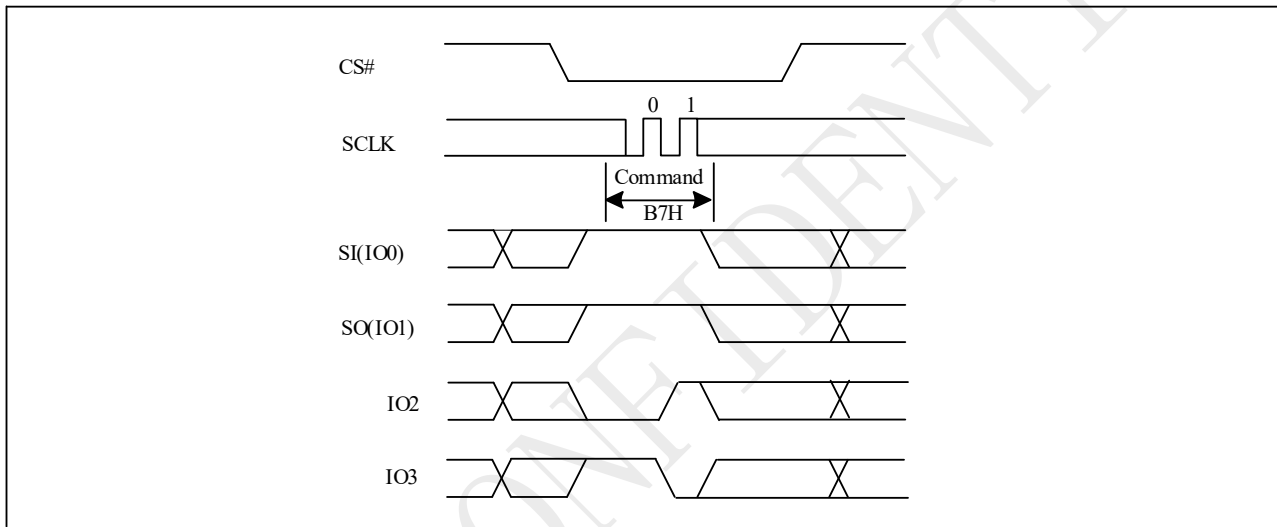 CS#
0 1
SCLK
Command
B7H
SI(IO0)
SO(IO1)
IO2
IO3